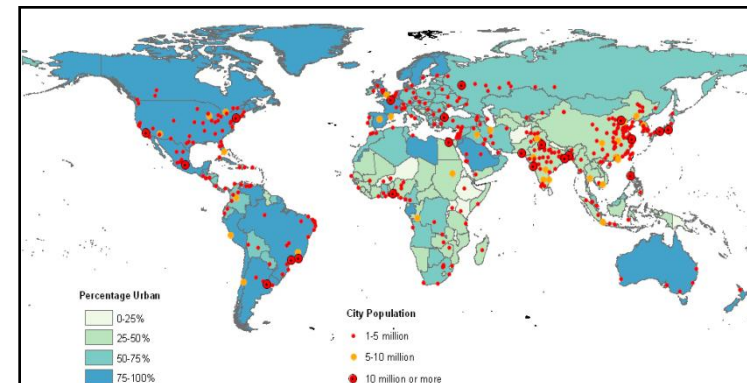 Percentage Urban
0-25%
25-50%
50-75%
75-100%
City Population
1-5 million
5-10 million
10 million or more